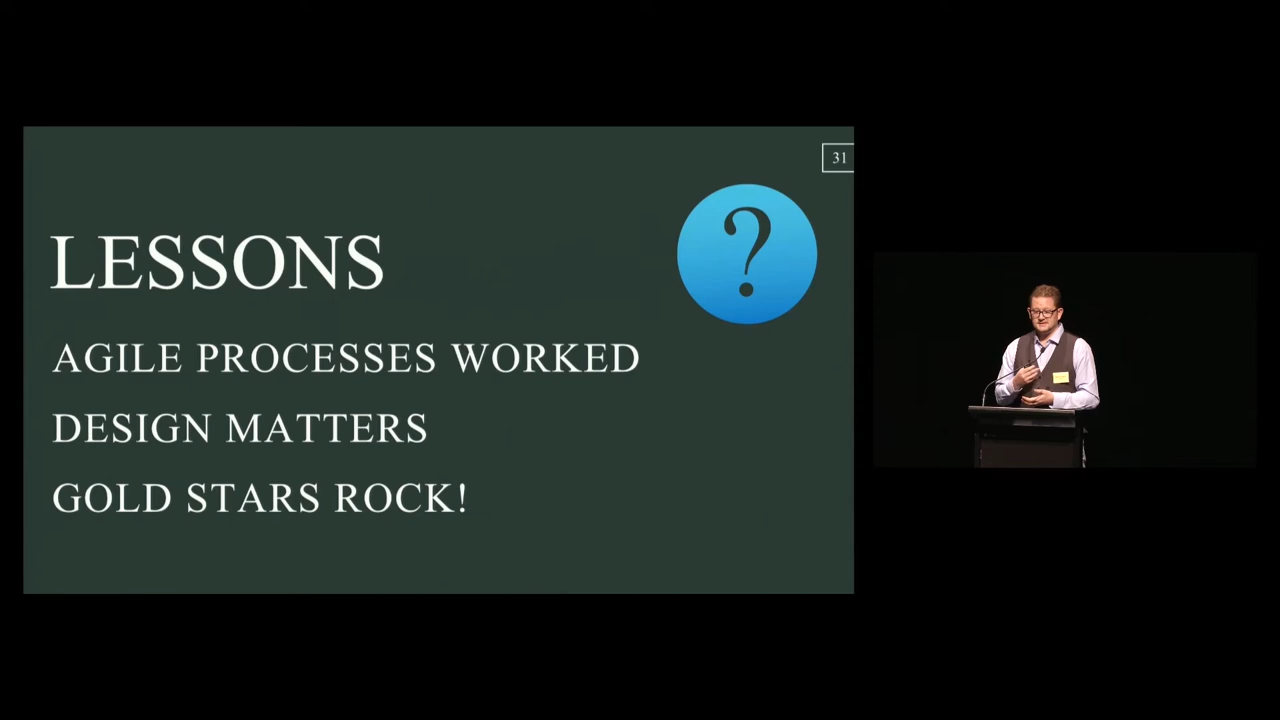 31
?
LESSONS
AGILE PROCESSES WORKED
DESIGN MATTERS
GOLD STARS ROCK!